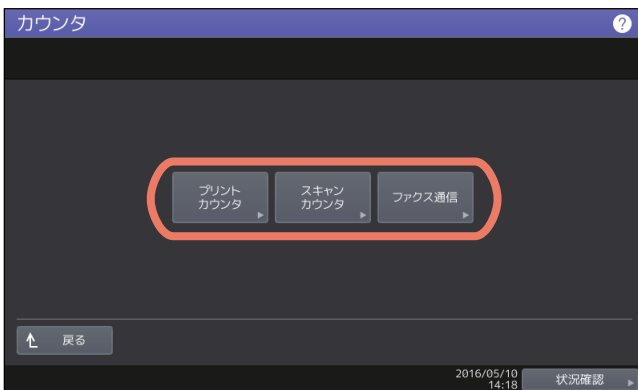 カウンタ
?
プリント
カウンタ
スキャン
カウンタ
ファクス通信
戻る
2016/05/10
14:18
状況確認